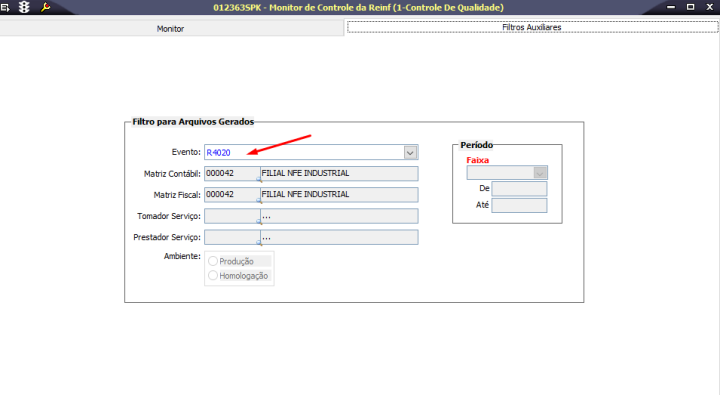 012363SPK - Monitor de Controle da Reinf (1-Controle De Qualidade)
Monitor
Filtros Auxiliares
Filtro para Arquivos Gerados
Evento: R4020
Matriz Contábil: 000042 FILIAL NFE INDUSTRIAL
Matriz Fiscal: 000042 FILIAL NFE INDUSTRIAL
Tomador Serviço: ...
Prestador Serviço: ...
Ambiente: Produção
Homologação
Período
Faixa
De
Até